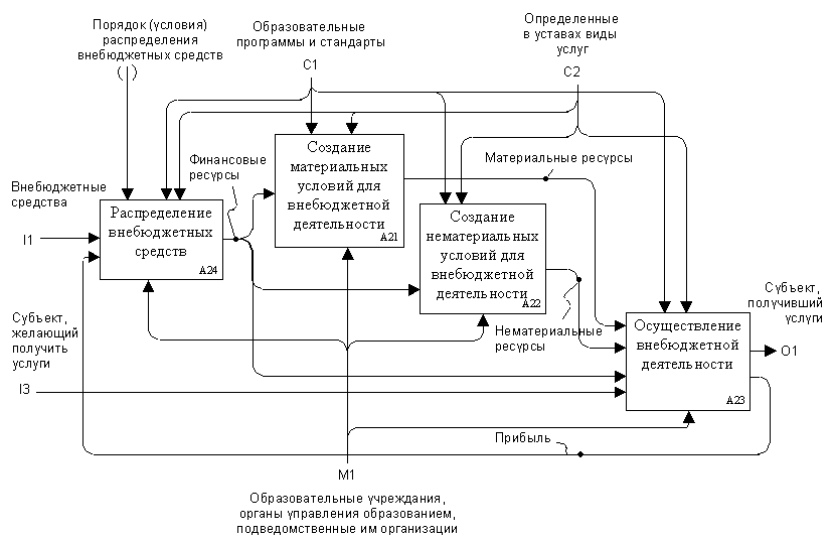 Порядок (условия)
распределения
внебюджетных средств
( )
Образовательные
программы и стандарты
C1
Определенные
в уставах виды
услуг
C2
Внебюджетные
средства
I1
Распределение
внебюджетных
средств
A24
Финансовые
ресурсы
Создание
материальных
условий для
внебюджетной
деятельности
A21
Материальные ресурсы
Создание
нематериальных
условий для
внебюджетной
деятельности
A22
Нематериальные
ресурсы
Субъект,
желающий
получить
услуги
I3
Осуществление
внебюджетной
деятельности
A23
Субъект,
получивший
услуги
O1
Прибыль
M1
Образовательные учреждания,
органы управления образованием,
подведомственные им организации